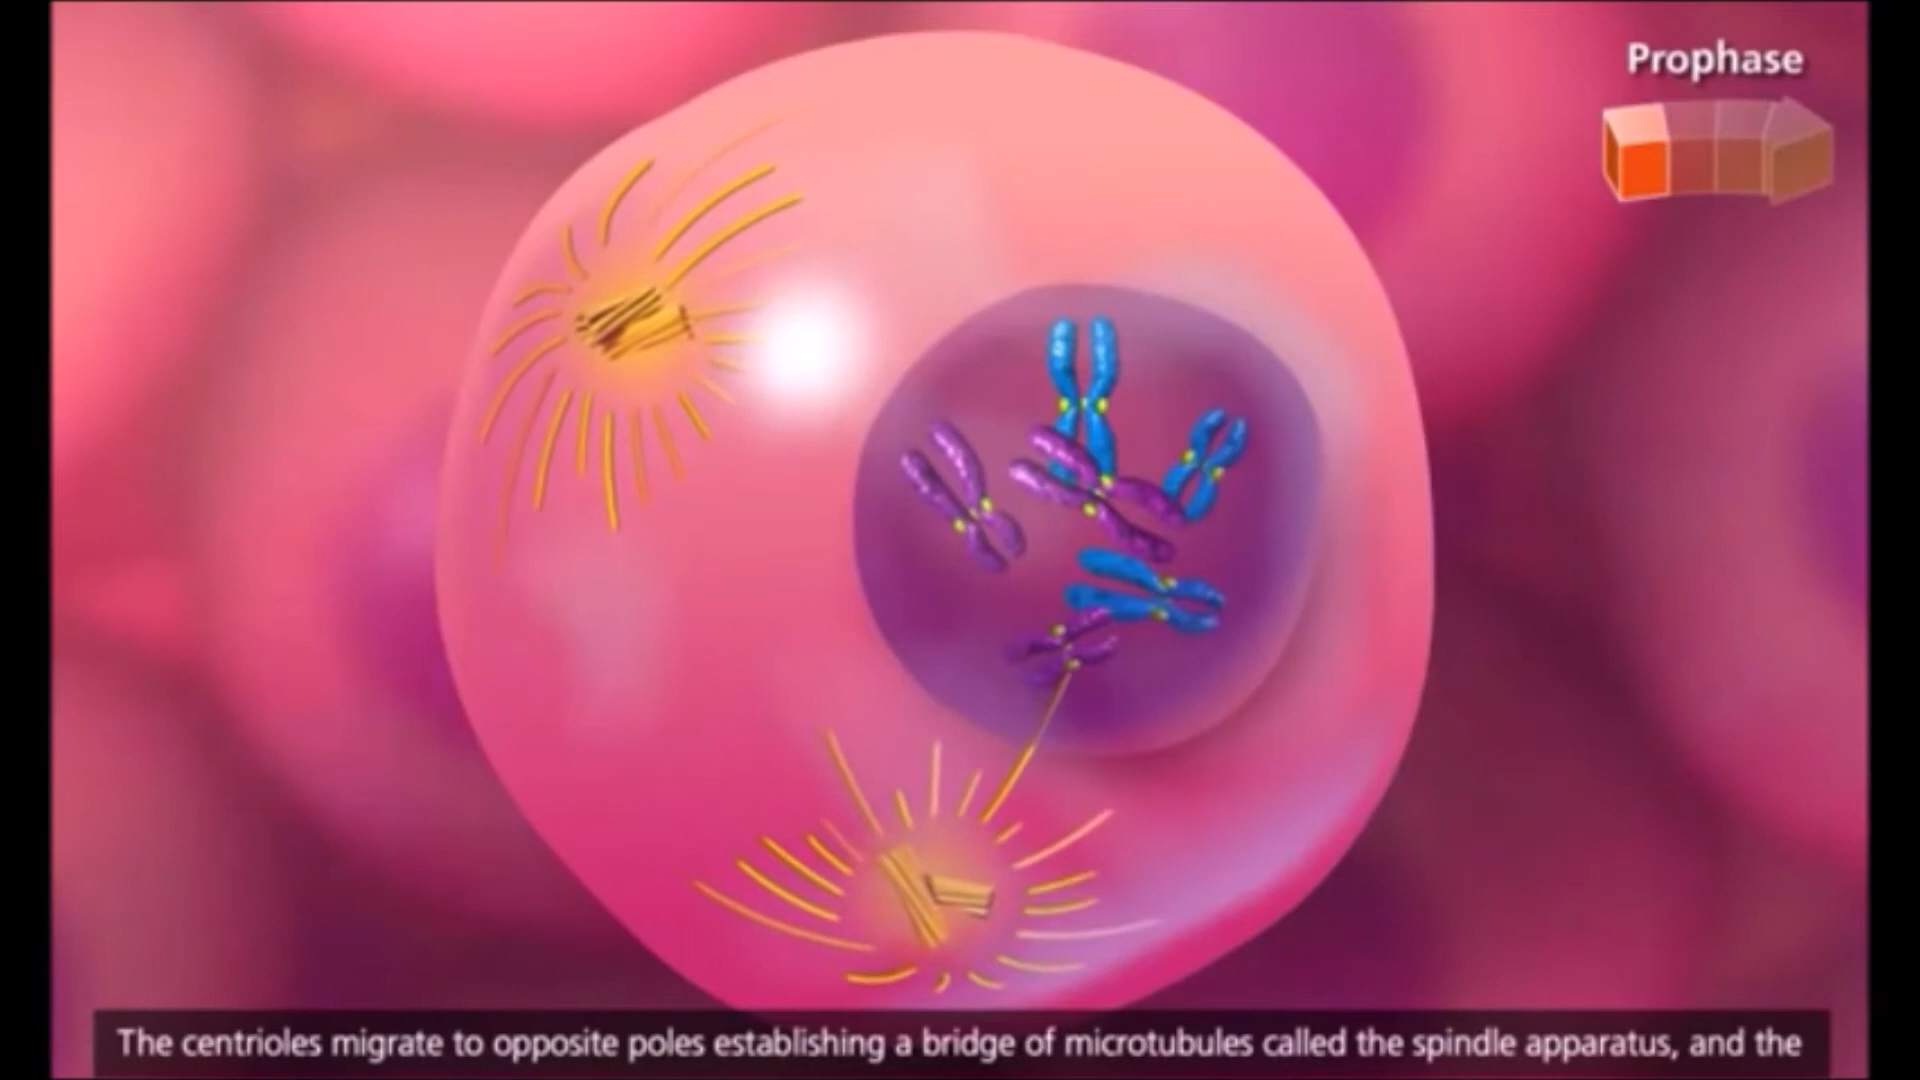 Prophase
The centrioles migrate to opposite poles establishing a bridge of microtubules called the spindle apparatus, and the